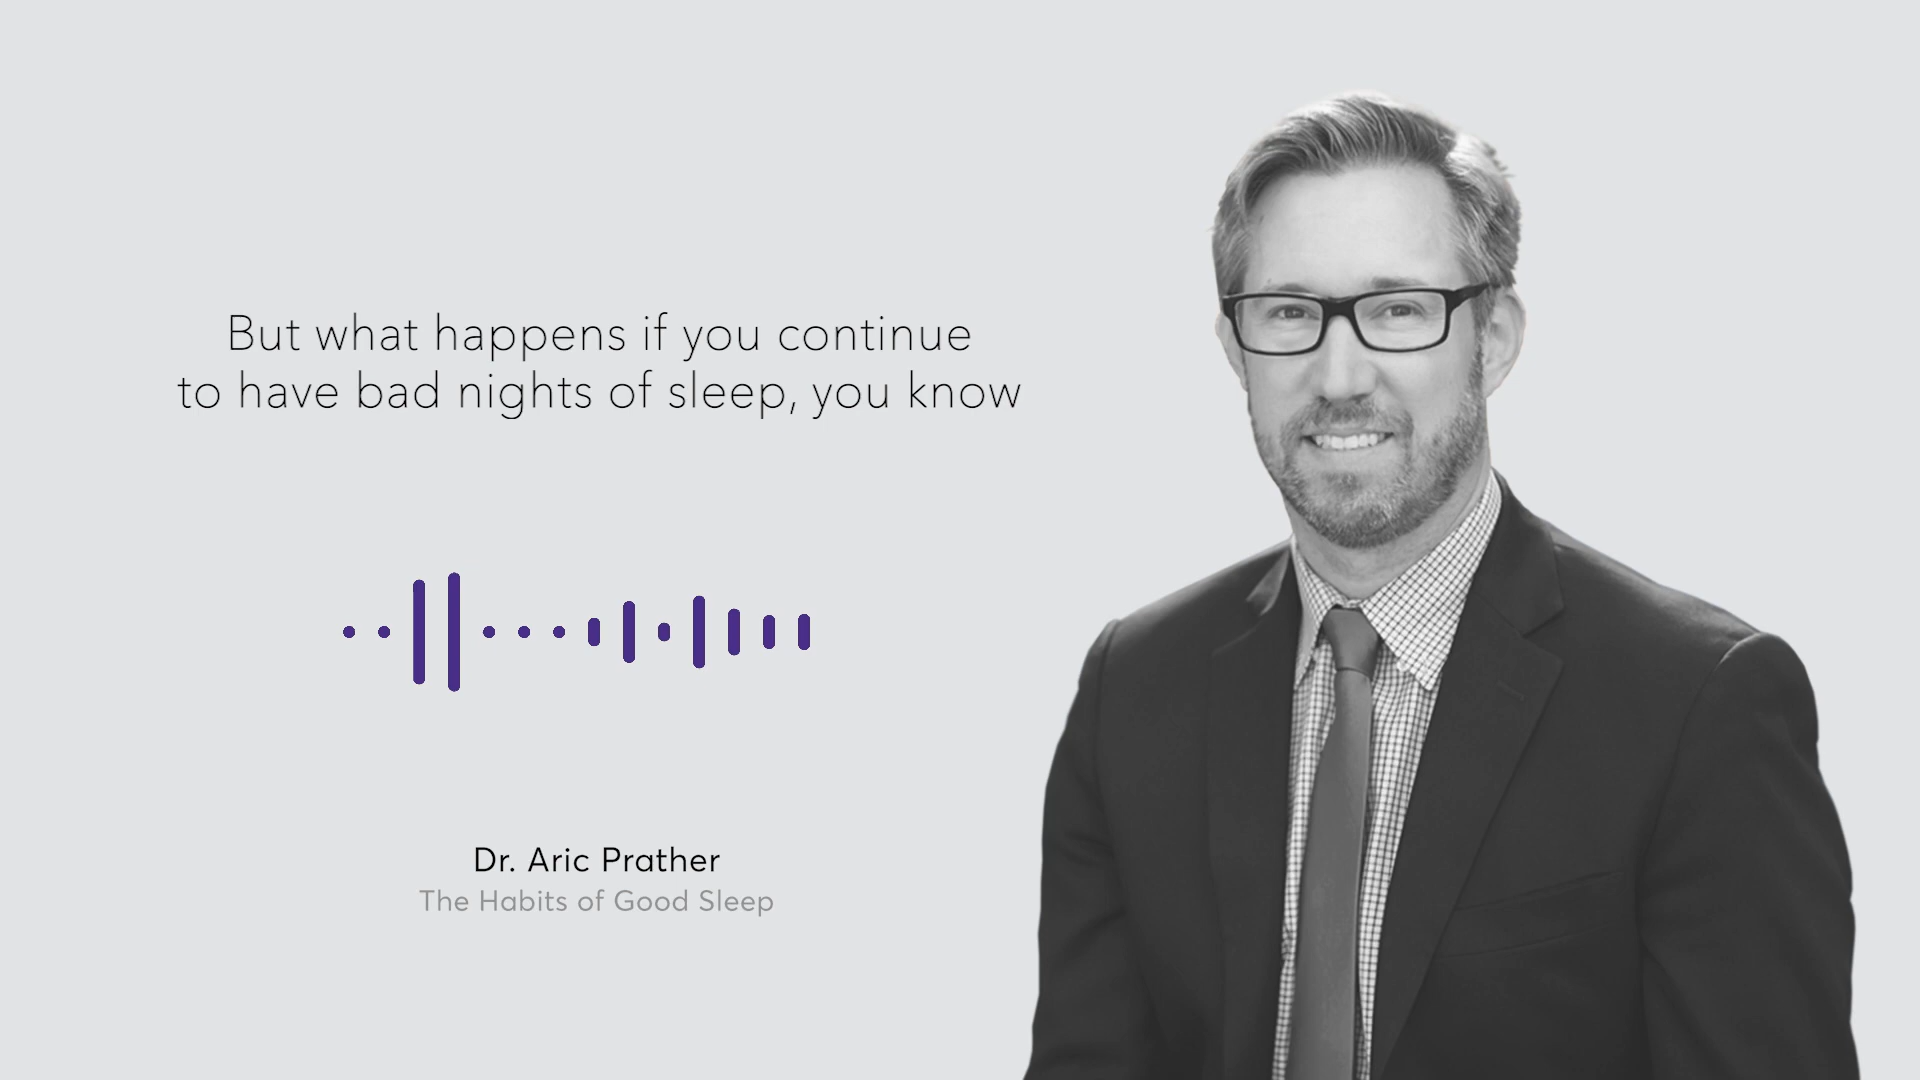 But what happens if you continue
to have bad nights of sleep, you know
Dr. Aric Prather
The Habits of Good Sleep